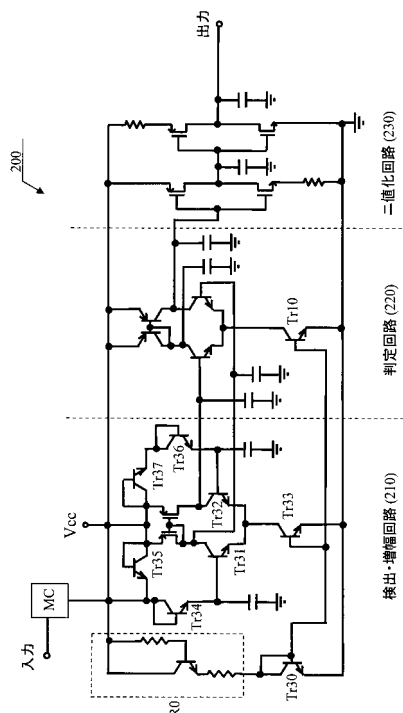 200
入力
MC
Vcc
出力
Tr37
Tr36
Tr35
Tr34
Tr32
Tr31
Tr33
Tr30
R0
Tr10
検出・増幅回路 (210)
判定回路 (220)
二値化回路 (230)